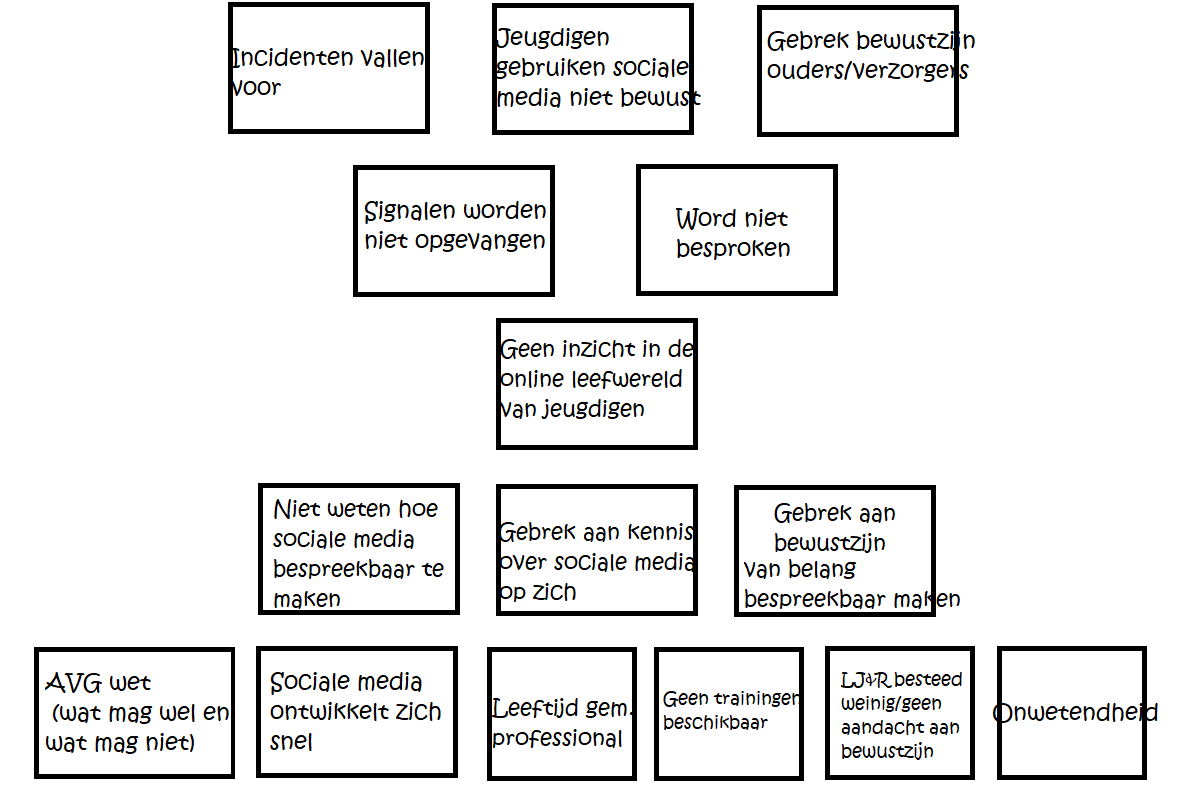 Incidenten vallen
voor
Jeugdigen
gebruiken sociale
media niet bewust
Gebrek bewustzijn
ouders/verzorgers
Signalen worden
niet opgevangen
Word niet
besproken
Geen inzicht in de
online leefwereld
van jeugdigen
Niet weten hoe
sociale media
bespreekbaar te
maken
Gebrek aan kennis
over sociale media
op zich
Gebrek aan
bewustzijn
van belang
bespreekbaar maken
AVG wet
(wat mag wel en
wat mag niet)
Sociale media
ontwikkelt zich
snel
Leeftijd gem.
professional
Geen trainingen
beschikbaar
LJ&R besteed
weinig/geen
aandacht aan
bewustzijn
Onwetendheid